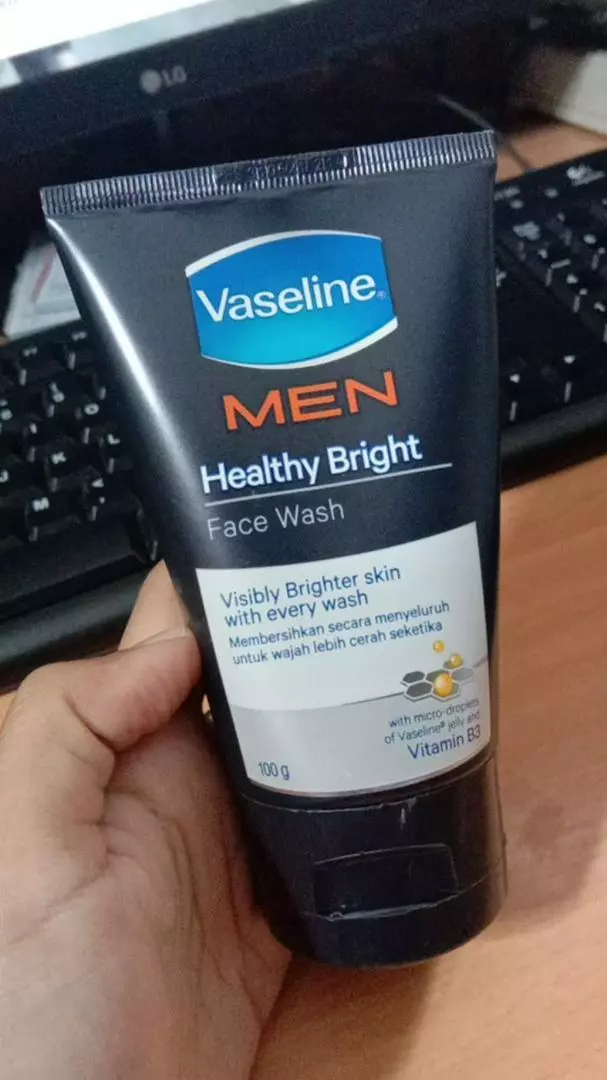 LG
Vaseline®
MEN
Healthy Bright
Face Wash
Visibly Brighter skin
with every wash
Membersihkan secara menyeluruh
untuk wajah lebih cerah seketika
with micro-droplets
of Vaseline® jelly and
Vitamin B3
100 g